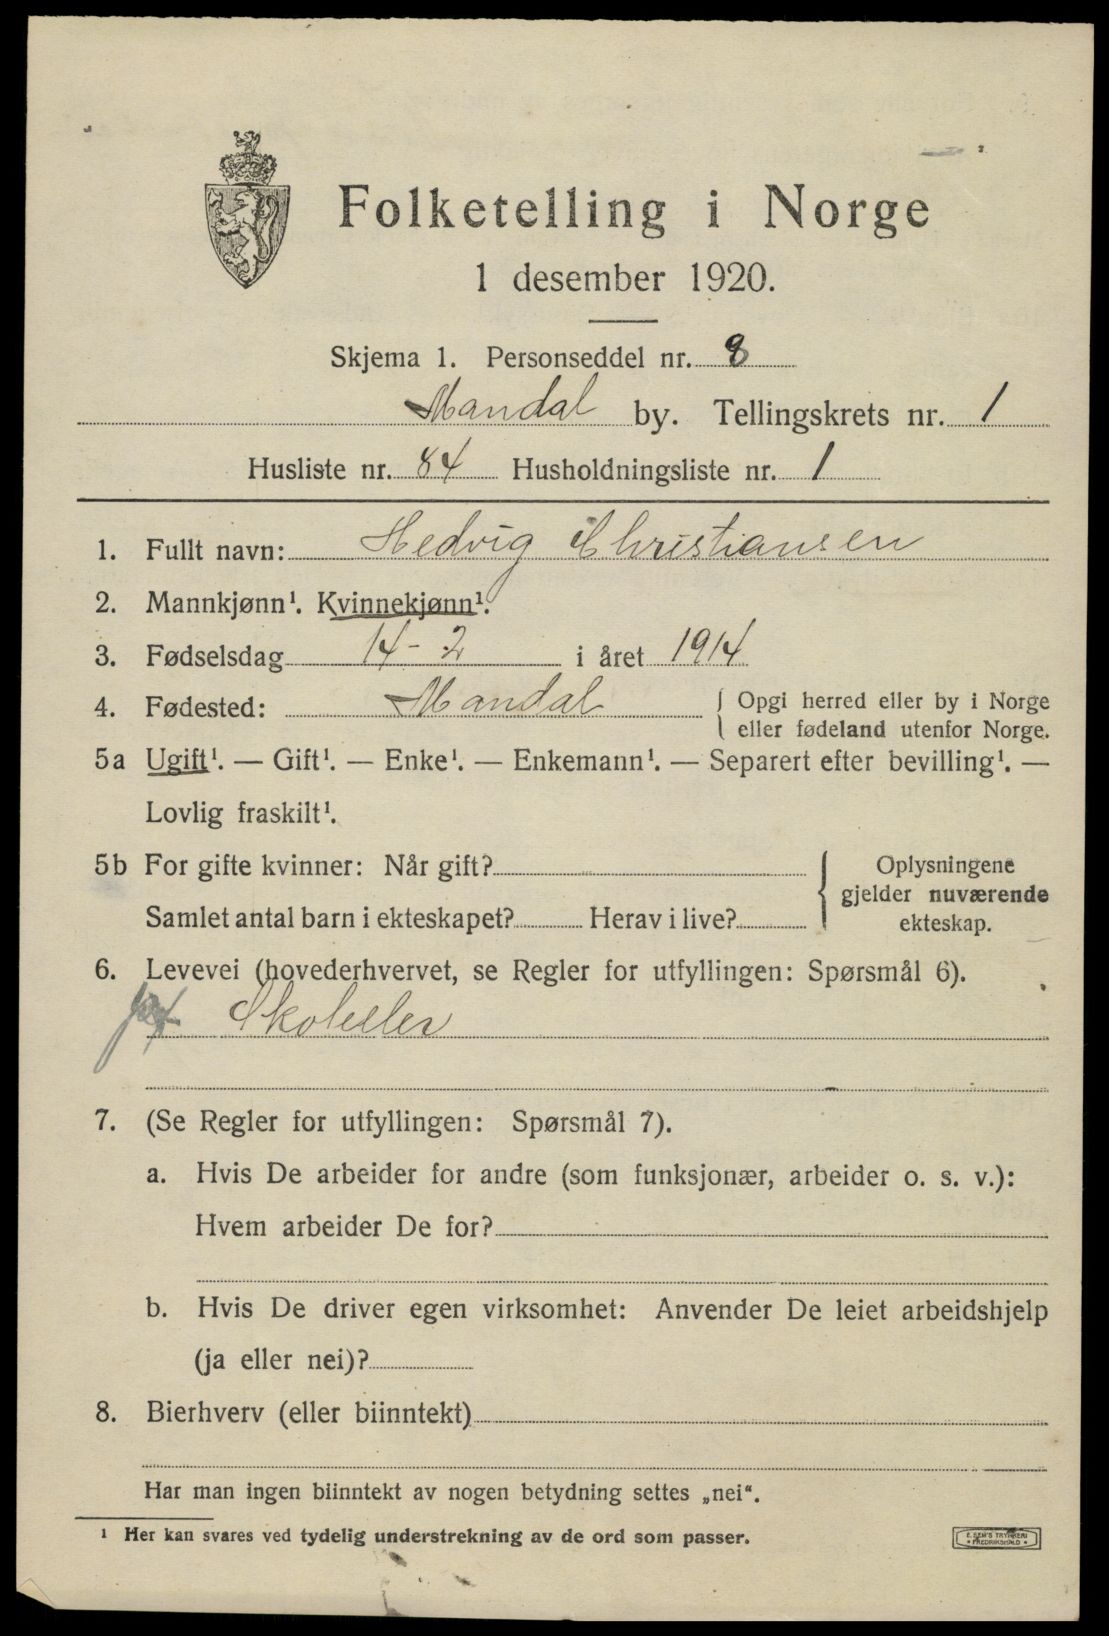 Folketelling i Norge
1 desember 1920.
Skjema 1. Personseddel nr. 8
Mandal by. Tellingskrets nr. 1
Husliste nr. 84 Husholdningsliste nr. 1
1. Fullt navn: Hedvig Christiansen
2. Mannkjønn¹. Kvinnekjønn¹.
3. Fødselsdag 14-2 i året 1914
4. Fødested: Mandal { Opgi herred eller by i Norge
eller fødeland utenfor Norge.
5a Ugift¹. — Gift¹. — Enke¹. — Enkemann¹. — Separert efter bevilling¹. —
Lovlig fraskilt¹.
5b For gifte kvinner: Når gift?
Samlet antal barn i ekteskapet? Herav i live?
{ Oplysningene
gjelder nuværende
ekteskap.
6. Levevei (hovederhvervet, se Regler for utfyllingen: Spørsmål 6).
Skoleelev
7. (Se Regler for utfyllingen: Spørsmål 7).
a. Hvis De arbeider for andre (som funksjonær, arbeider o. s. v.):
Hvem arbeider De for?
b. Hvis De driver egen virksomhet: Anvender De leiet arbeidshjelp
(ja eller nei)?
8. Bierhverv (eller biinntekt)
Har man ingen biinntekt av nogen betydning settes „nei“.
¹ Her kan svares ved tydelig understrekning av de ord som passer.
E. SEM'S TRYKKERI
• FREDRIKSHALD •